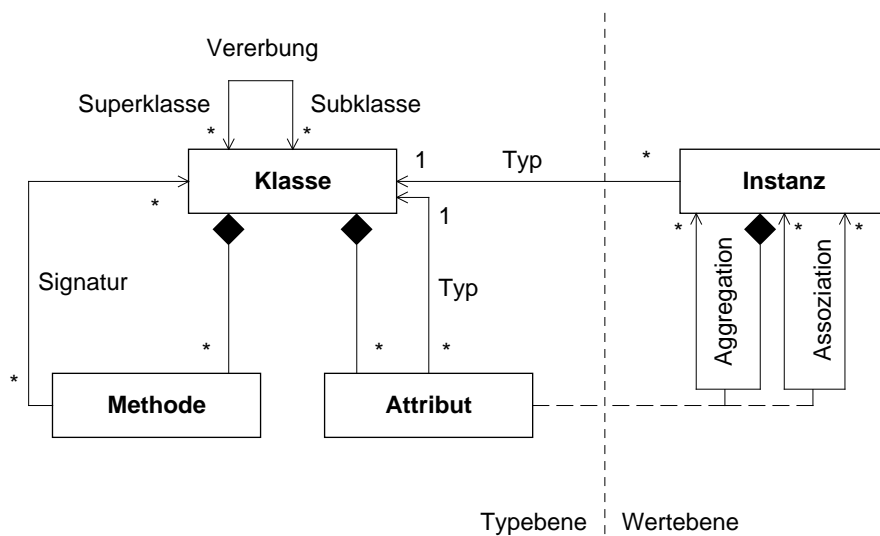 Vererbung
Superklasse
Subklasse
* *
Klasse
1
Typ
*
Instanz
*
1
* * *
Signatur
Typ
Aggregation
Assoziation
* * * *
Methode
Attribut
Typebene
Wertebene